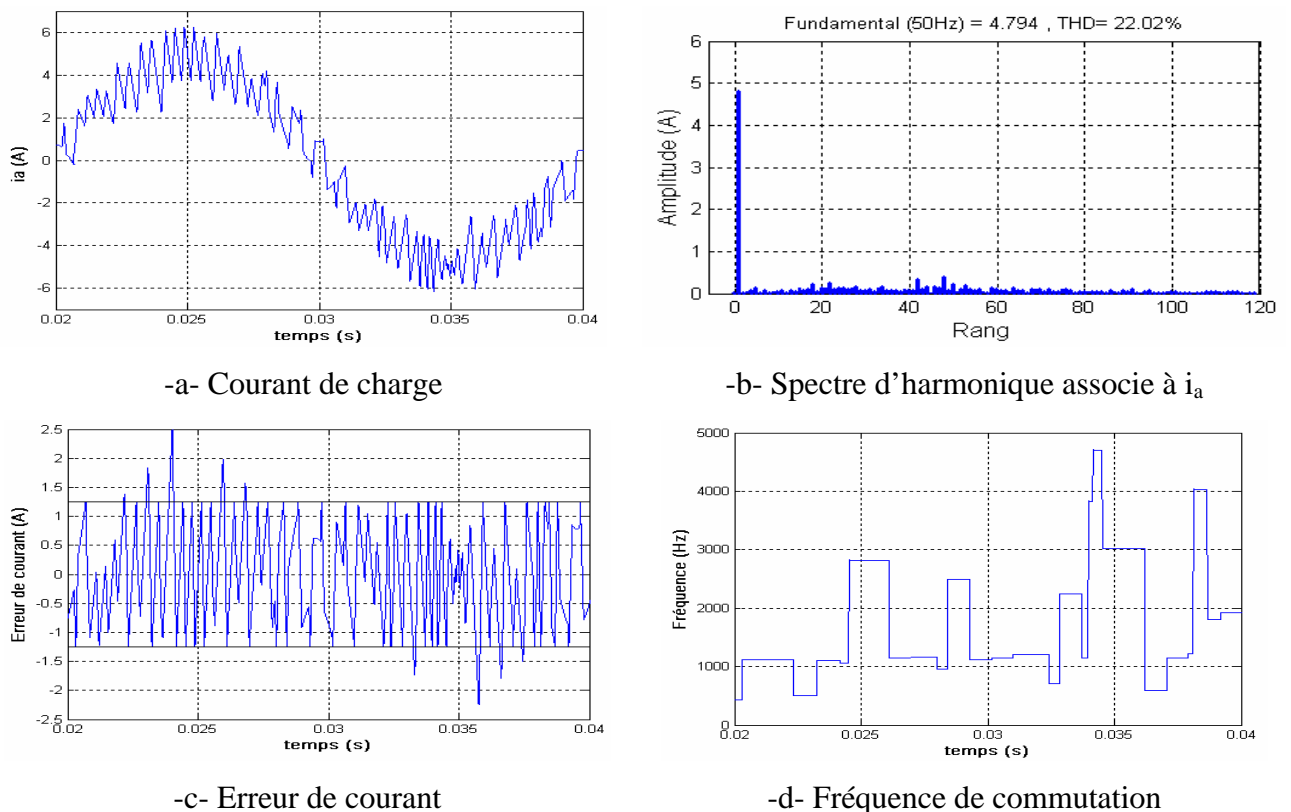 Fundamental (50Hz) = 4.794 , THD= 22.02%
6
4
2
0
-2
-4
-6
ia (A)
0.02 0.025 0.03 0.035 0.04
temps (s)
6
5
4
3
2
1
0
Amplitude (A)
0 20 40 60 80 100 120
Rang
-a- Courant de charge
-b- Spectre d’harmonique associe à ia
2.5
2
1.5
1
0.5
0
-0.5
-1
-1.5
-2
-2.5
Erreur de courant (A)
0.02 0.025 0.03 0.035 0.04
temps (s)
5000
4000
3000
2000
1000
0
Fréquence (Hz)
0.02 0.025 0.03 0.035 0.04
temps (s)
-c- Erreur de courant
-d- Fréquence de commutation